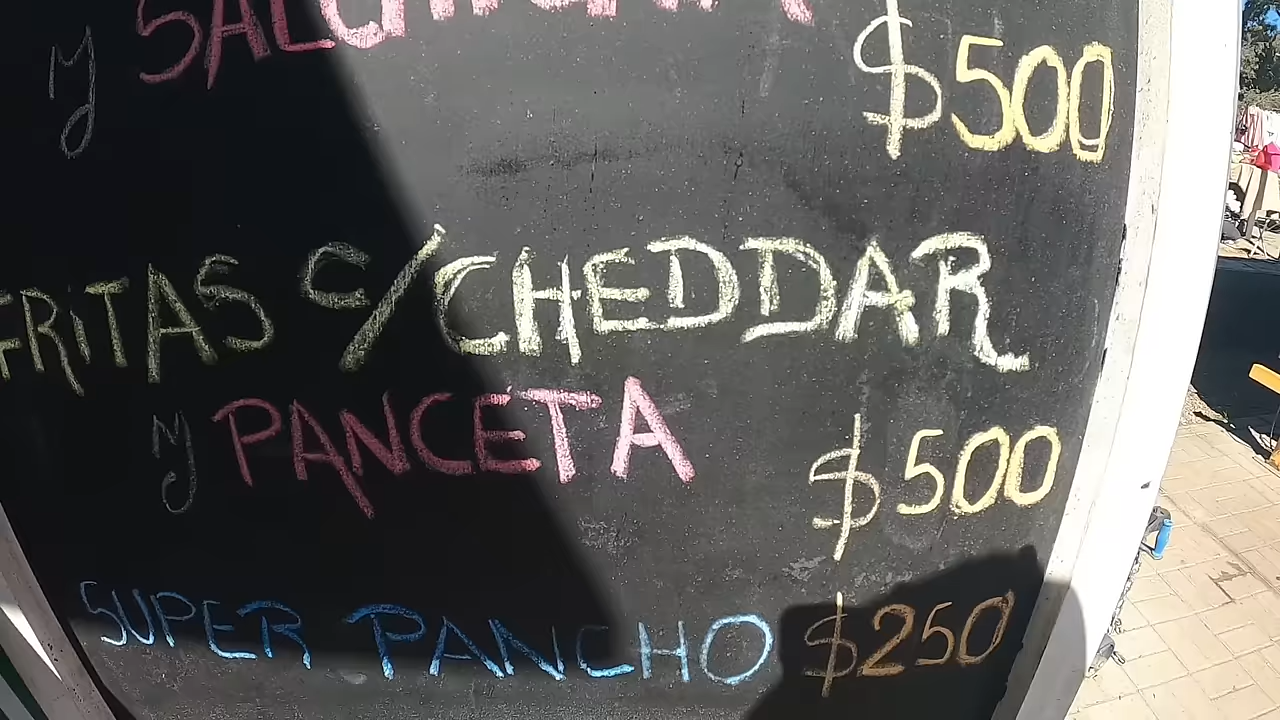 y
$500
FRITAS C/CHEDDAR
y PANCETA
$500
SUPER PANCHO $250